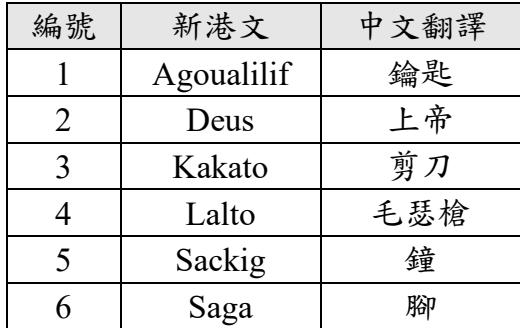 編號 新港文 中文翻譯
1 Agoualilif 鑰匙
2 Deus 上帝
3 Kakato 剪刀
4 Lalto 毛瑟槍
5 Sackig 鐘
6 Saga 腳